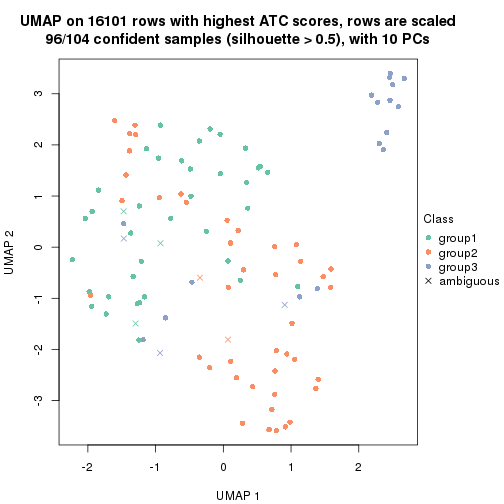 UMAP on 16101 rows with highest ATC scores, rows are scaled
96/104 confident samples (silhouette > 0.5), with 10 PCs
3
2
1
0
-1
-2
-3
UMAP 2
-2
-1
0
1
2
UMAP 1
Class
group1
group2
group3
ambiguous